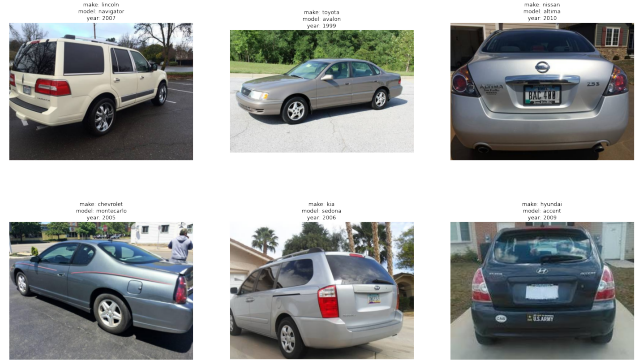 make: lincoln
model: navigator
year: 2007
make: toyota
model: avalon
year: 1999
make: nissan
model: altima
year: 2010
make: chevrolet
model: montecarlo
year: 2005
make: kia
model: sedona
year: 2006
make: hyundai
model: accent
year: 2009
U.S. ARMY